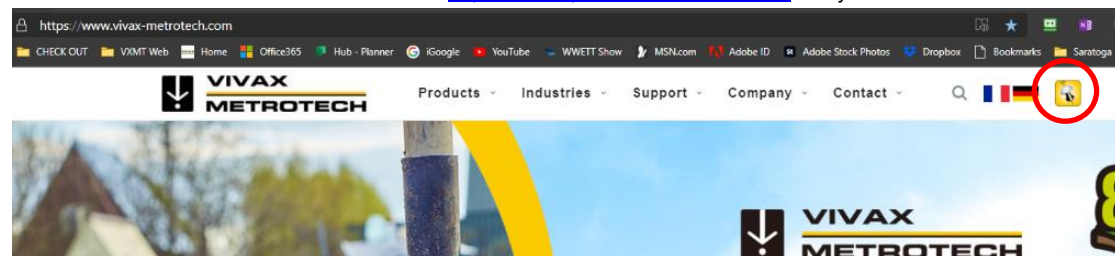 https://www.vivax-metrotech.com
CHECK OUT VXMT Web Home Office365 Hub - Planner iGoogle YouTube WWETT Show MSN.com Adobe ID Adobe Stock Photos Dropbox Bookmarks Saratoga
VIVAX
METROTECH
Products Industries Support Company Contact
VIVAX
METROTECH